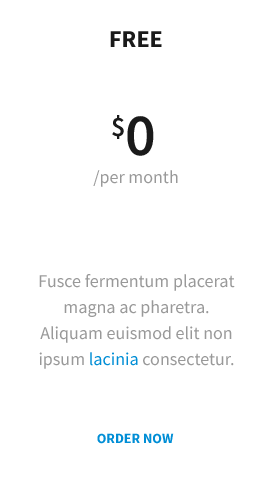 FREE
$0
/per month
Fusce fermentum placerat
magna ac pharetra.
Aliquam euismod elit non
ipsum lacinia consectetur.
ORDER NOW